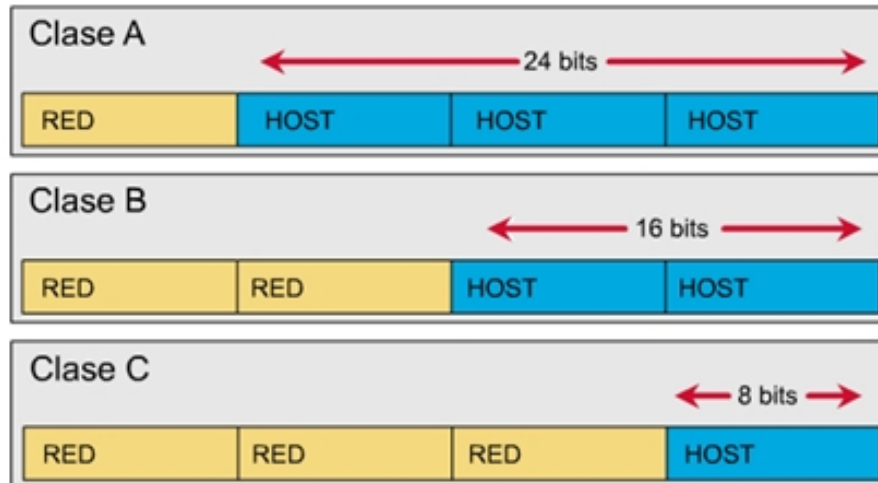 Clase A
24 bits
RED HOST HOST HOST
Clase B
16 bits
RED RED HOST HOST
Clase C
8 bits
RED RED RED HOST